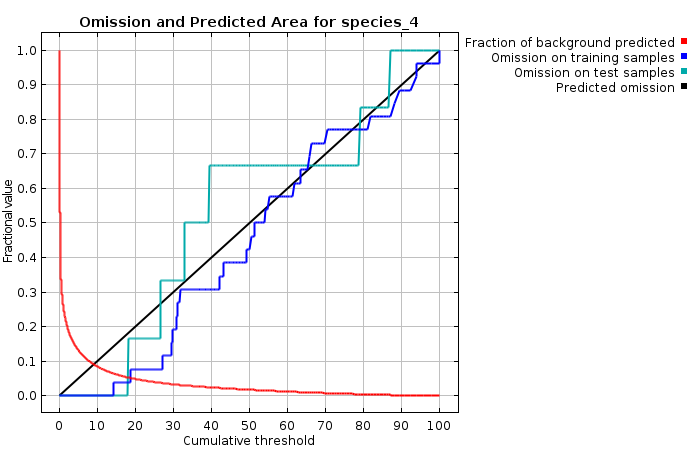 Omission and Predicted Area for species_4
Fraction of background predicted
Omission on training samples
Omission on test samples
Predicted omission
Fractional value
1.0
0.9
0.8
0.7
0.6
0.5
0.4
0.3
0.2
0.1
0.0
0 10 20 30 40 50 60 70 80 90 100
Cumulative threshold